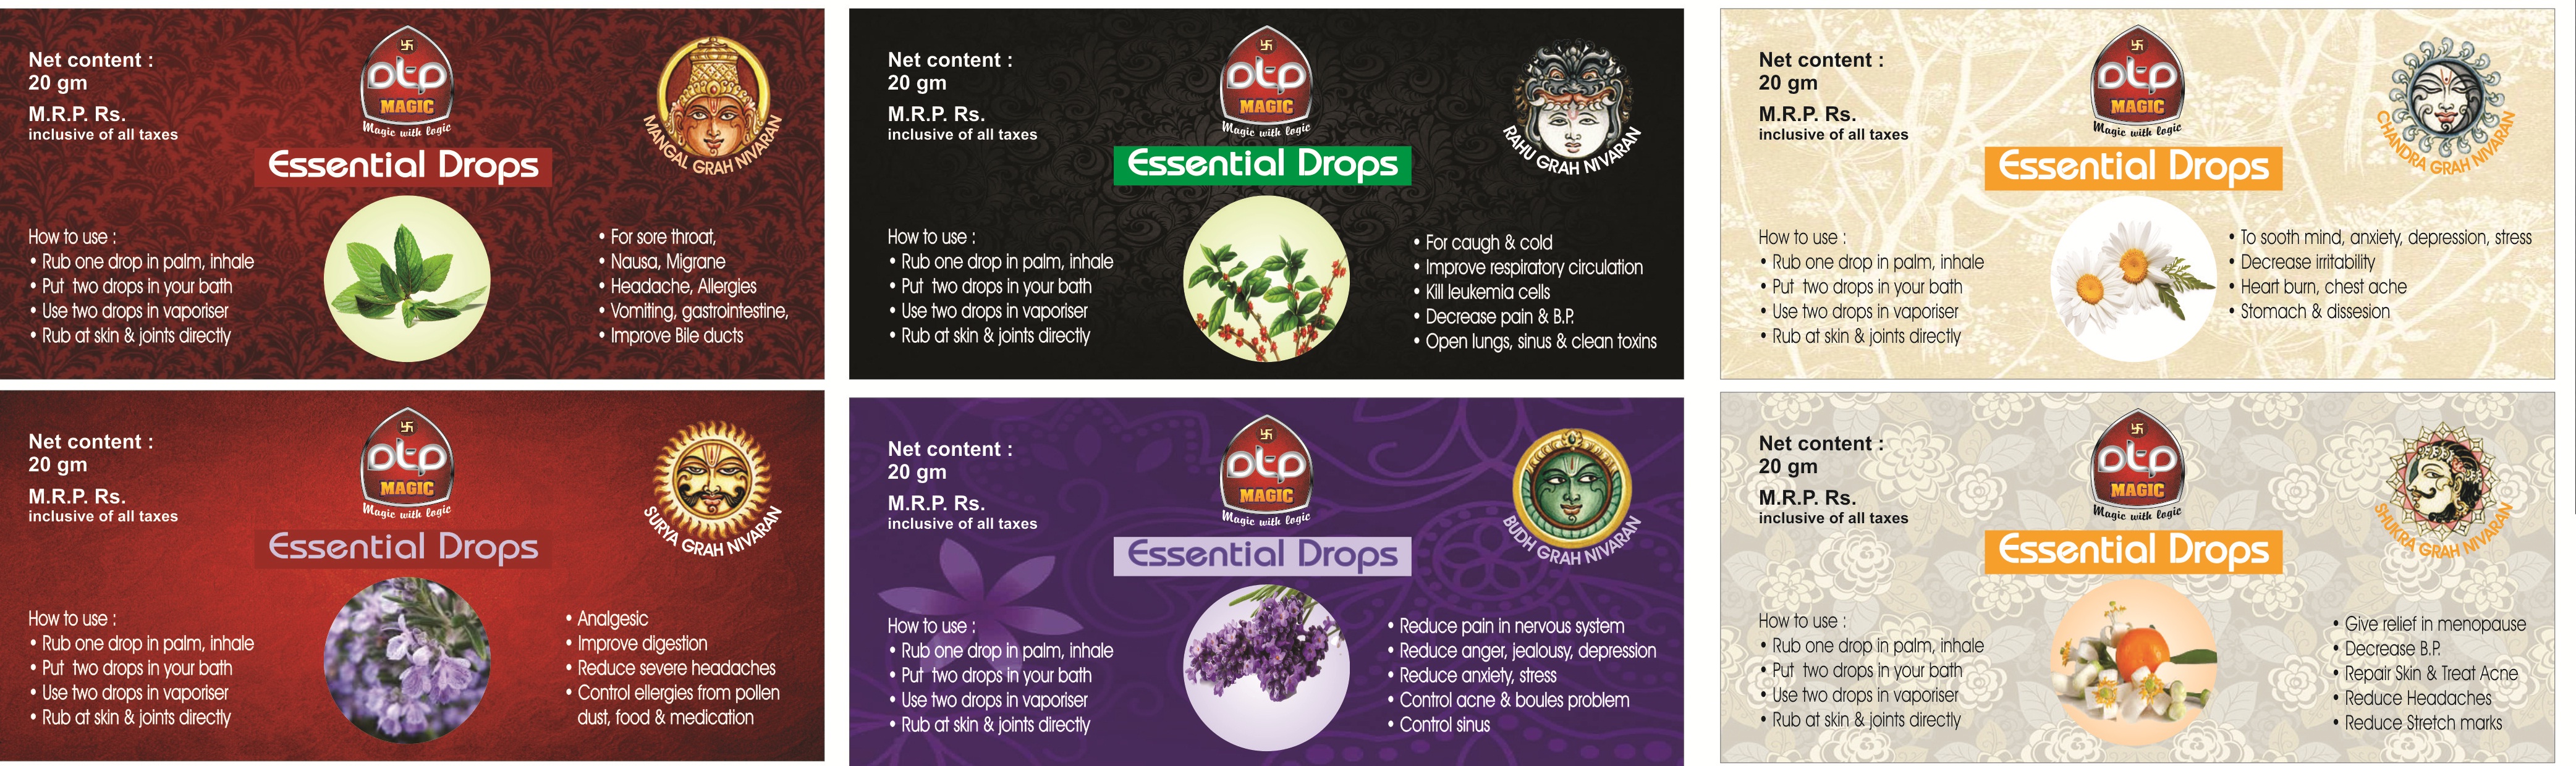 Net content :
20 gm
M.R.P. Rs.
inclusive of all taxes
otp
MAGIC
Magic with logic
MANGAL GRAH NIVARAN
Essential Drops
How to use :
• Rub one drop in palm, inhale
• Put two drops in your bath
• Use two drops in vaporiser
• Rub at skin & joints directly
• For sore throat,
• Nausa, Migrane
• Headache, Allergies
• Vomiting, gastrointestine,
• Improve Bile ducts
Net content :
20 gm
M.R.P. Rs.
inclusive of all taxes
otp
MAGIC
Magic with logic
RAHU GRAH NIVARAN
Essential Drops
How to use :
• Rub one drop in palm, inhale
• Put two drops in your bath
• Use two drops in vaporiser
• Rub at skin & joints directly
• For caugh & cold
• Improve respiratory circulation
• Kill leukemia cells
• Decrease pain & B.P.
• Open lungs, sinus & clean toxins
Net content :
20 gm
M.R.P. Rs.
inclusive of all taxes
otp
MAGIC
Magic with logic
CHANDRA GRAH NIVARAN
Essential Drops
How to use :
• Rub one drop in palm, inhale
• Put two drops in your bath
• Use two drops in vaporiser
• Rub at skin & joints directly
• To sooth mind, anxiety, depression, stress
• Decrease irritability
• Heart burn, chest ache
• Stomach & dissesion
Net content :
20 gm
M.R.P. Rs.
inclusive of all taxes
otp
MAGIC
Magic with logic
SURYA GRAH NIVARAN
Essential Drops
How to use :
• Rub one drop in palm, inhale
• Put two drops in your bath
• Use two drops in vaporiser
• Rub at skin & joints directly
• Analgesic
• Improve digestion
• Reduce severe headaches
• Control ellergies from pollen
dust, food & medication
Net content :
20 gm
M.R.P. Rs.
inclusive of all taxes
otp
MAGIC
Magic with logic
BUDH GRAH NIVARAN
Essential Drops
How to use :
• Rub one drop in palm, inhale
• Put two drops in your bath
• Use two drops in vaporiser
• Rub at skin & joints directly
• Reduce pain in nervous system
• Reduce anger, jealousy, depression
• Reduce anxiety, stress
• Control acne & boules problem
• Control sinus
Net content :
20 gm
M.R.P. Rs.
inclusive of all taxes
otp
MAGIC
Magic with logic
SHUKRA GRAH NIVARAN
Essential Drops
How to use :
• Rub one drop in palm, inhale
• Put two drops in your bath
• Use two drops in vaporiser
• Rub at skin & joints directly
• Give relief in menopause
• Decrease B.P.
• Repair Skin & Treat Acne
• Reduce Headaches
• Reduce Stretch marks